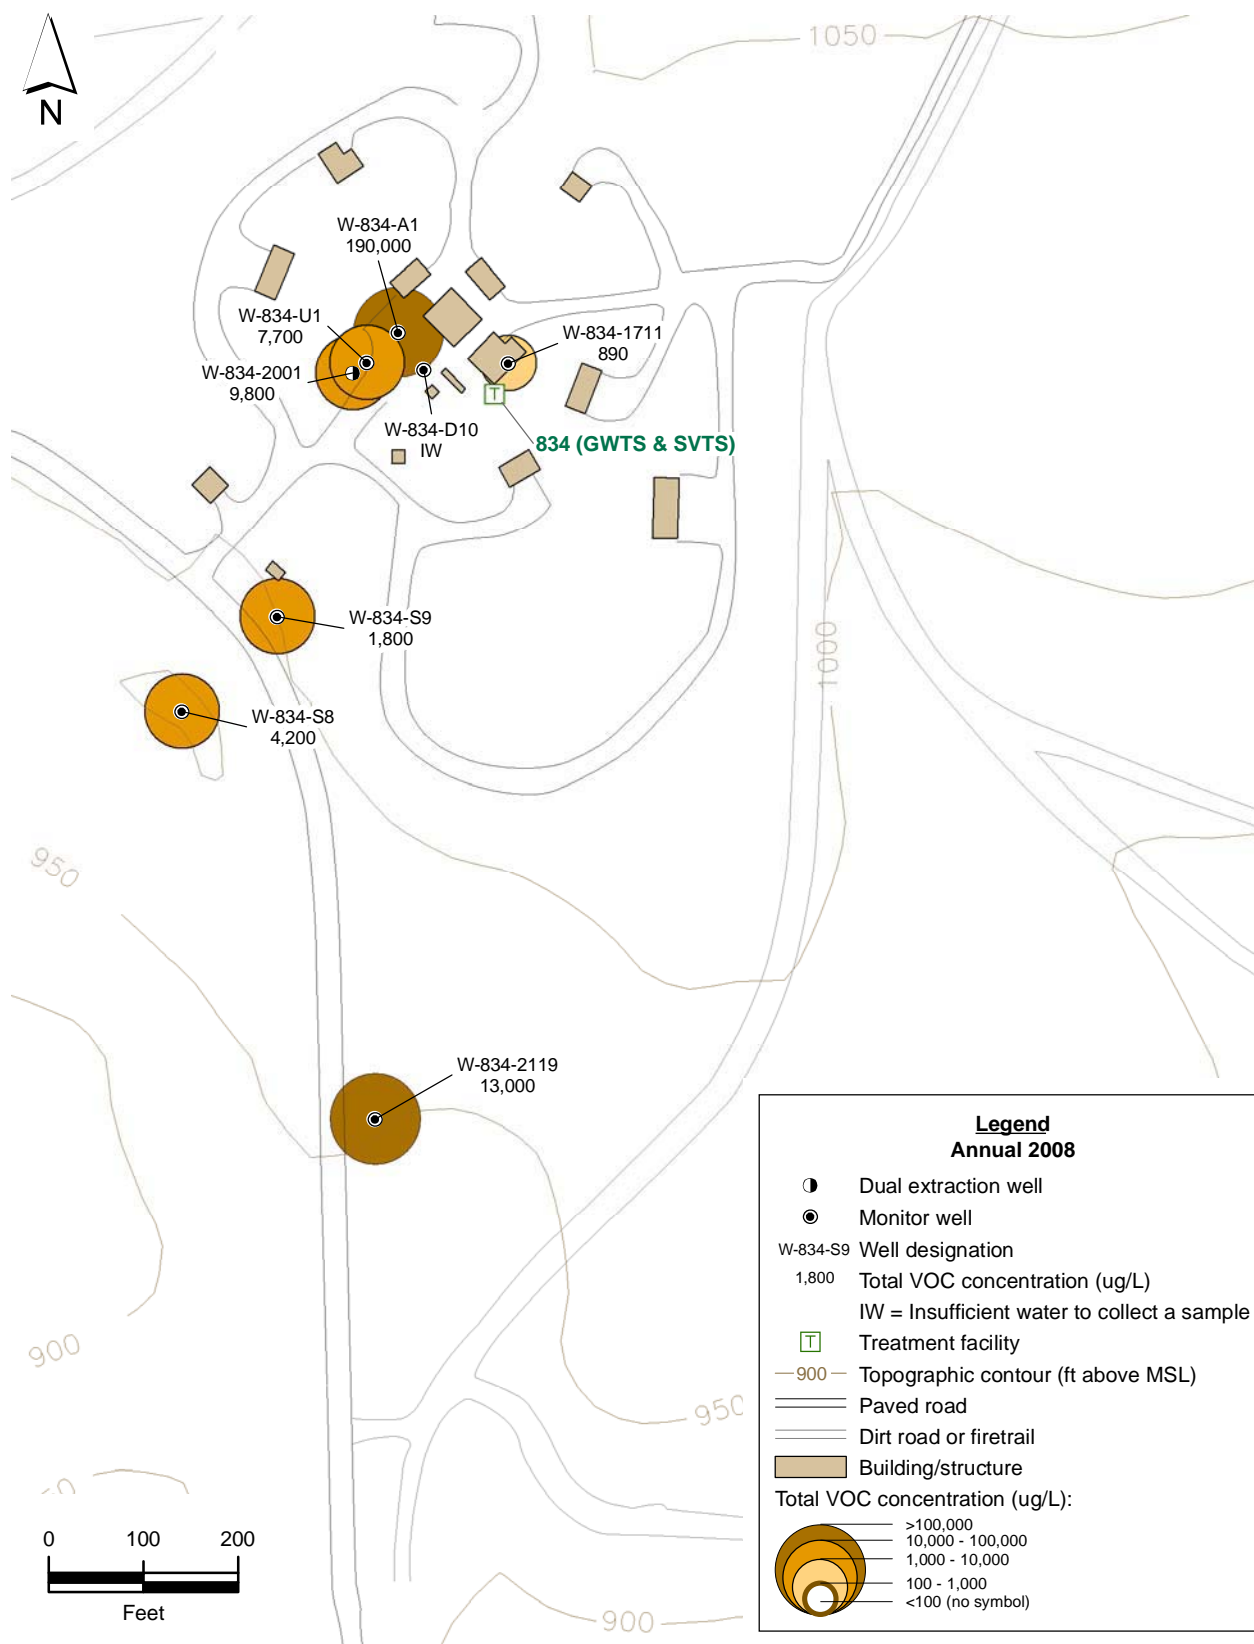 1050
N
W-834-A1
190,000
W-834-U1
7,700
W-834-1711
890
W-834-2001
9,800
W-834-D10
IW
T
834 (GWTS & SVTS)
W-834-S9
1,800
1000
W-834-S8
4,200
950
W-834-2119
13,000
900
950
0 100 200
Feet
900
Legend
Annual 2008
Dual extraction well
Monitor well
W-834-S9 Well designation
1,800 Total VOC concentration (ug/L)
IW = Insufficient water to collect a sample
T Treatment facility
900 Topographic contour (ft above MSL)
Paved road
Dirt road or firetrail
Building/structure
Total VOC concentration (ug/L):
>100,000
10,000 - 100,000
1,000 - 10,000
100 - 1,000
<100 (no symbol)